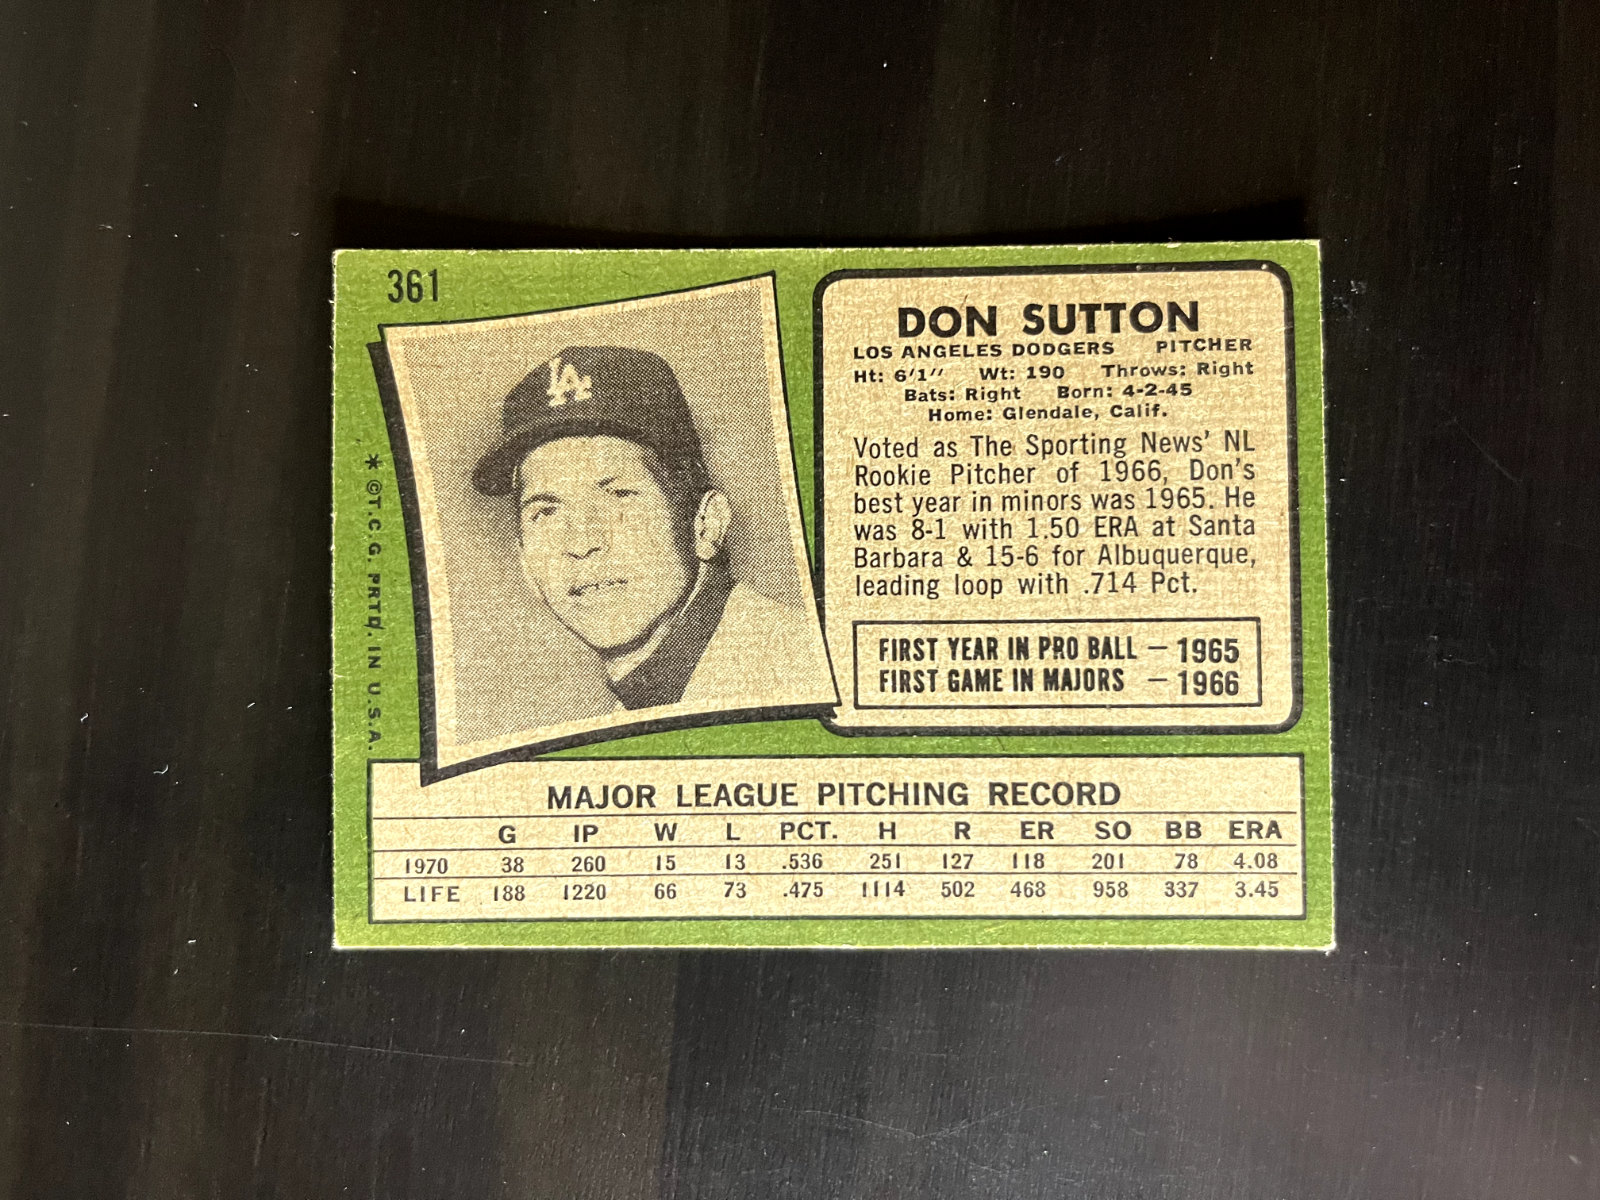 361
LA
* ©T.C.G. PRTD. IN U.S.A.
DON SUTTON
LOS ANGELES DODGERS PITCHER
Ht: 6'1" Wt: 190 Throws: Right
Bats: Right Born: 4-2-45
Home: Glendale, Calif.
Voted as The Sporting News' NL
Rookie Pitcher of 1966, Don's
best year in minors was 1965. He
was 8-1 with 1.50 ERA at Santa
Barbara & 15-6 for Albuquerque,
leading loop with .714 Pct.
FIRST YEAR IN PRO BALL — 1965
FIRST GAME IN MAJORS — 1966
MAJOR LEAGUE PITCHING RECORD
G IP W L PCT. H R ER SO BB ERA
1970 38 260 15 13 .536 251 127 118 201 78 4.08
LIFE 188 1220 66 73 .475 1114 502 468 958 337 3.45